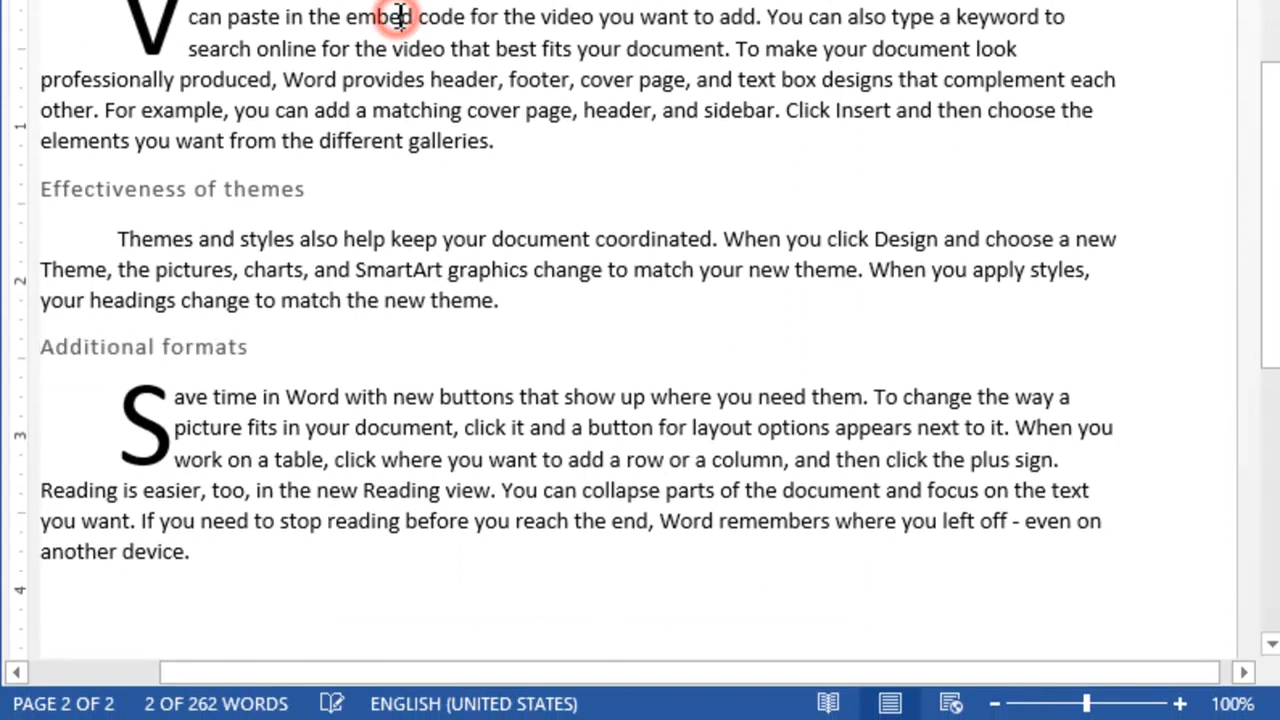 V can paste in the embed code for the video you want to add. You can also type a keyword to
search online for the video that best fits your document. To make your document look
professionally produced, Word provides header, footer, cover page, and text box designs that complement each
other. For example, you can add a matching cover page, header, and sidebar. Click Insert and then choose the
elements you want from the different galleries.
Effectiveness of themes
Themes and styles also help keep your document coordinated. When you click Design and choose a new
Theme, the pictures, charts, and SmartArt graphics change to match your new theme. When you apply styles,
your headings change to match the new theme.
Additional formats
Save time in Word with new buttons that show up where you need them. To change the way a
picture fits in your document, click it and a button for layout options appears next to it. When you
work on a table, click where you want to add a row or a column, and then click the plus sign.
Reading is easier, too, in the new Reading view. You can collapse parts of the document and focus on the text
you want. If you need to stop reading before you reach the end, Word remembers where you left off - even on
another device.
1
2
3
4
PAGE 2 OF 2 2 OF 262 WORDS ENGLISH (UNITED STATES) 100%